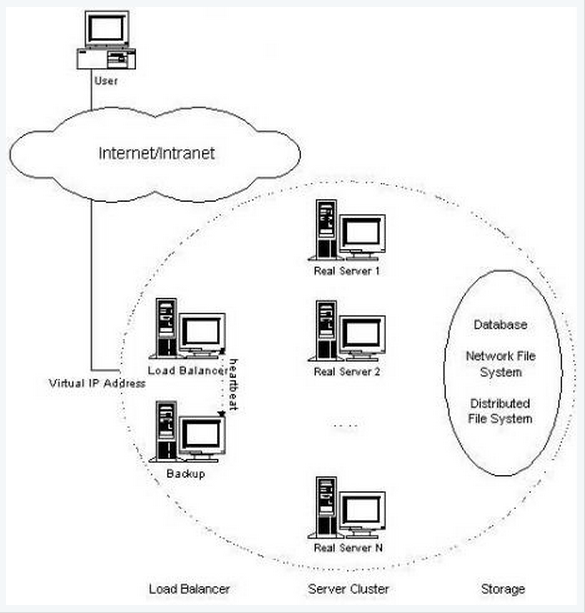 User
Internet/Intranet
Real Server 1
Load Balancer
heartbeat
Real Server 2
Virtual IP Address
Backup
....
Real Server N
Database
Network File
System
Distributed
File System
Load Balancer
Server Cluster
Storage